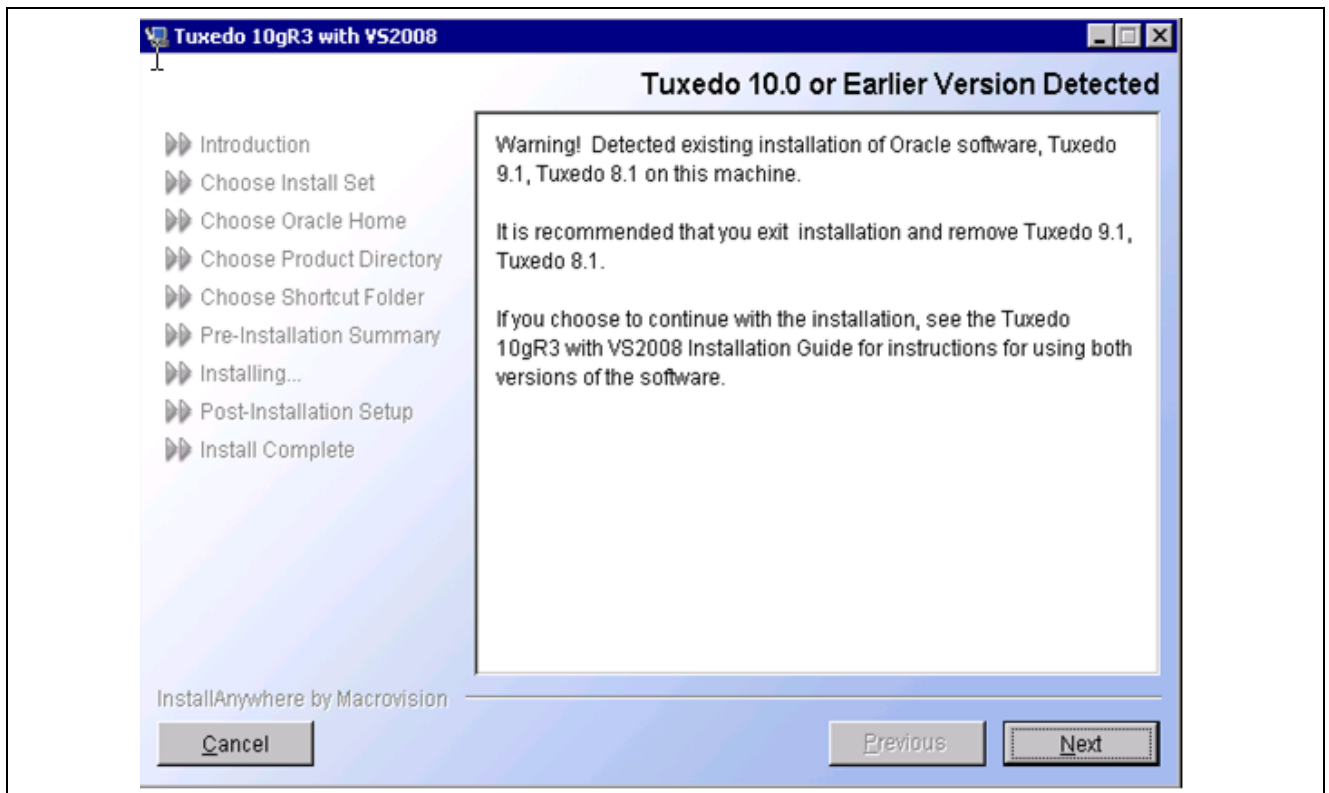 Tuxedo 10gR3 with VS2008
Tuxedo 10.0 or Earlier Version Detected
Introduction
Choose Install Set
Choose Oracle Home
Choose Product Directory
Choose Shortcut Folder
Pre-Installation Summary
Installing...
Post-Installation Setup
Install Complete
Warning! Detected existing installation of Oracle software, Tuxedo
9.1, Tuxedo 8.1 on this machine.
It is recommended that you exit installation and remove Tuxedo 9.1,
Tuxedo 8.1.
If you choose to continue with the installation, see the Tuxedo
10gR3 with VS2008 Installation Guide for instructions for using both
versions of the software.
InstallAnywhere by Macrovision
Cancel
Previous
Next